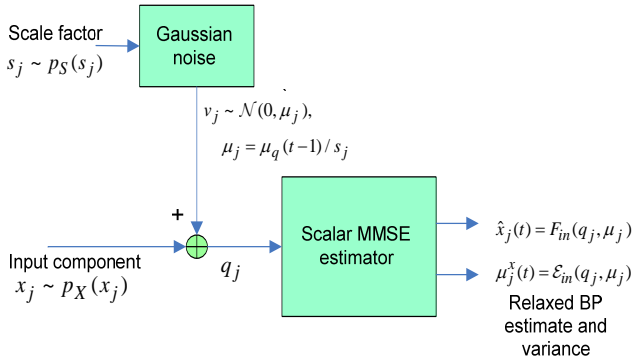 Scale factor
s_j ~ p_S(s_j)
Gaussian
noise
v_j ~ 𝒩(0, μ_j),
μ_j = μ_q(t−1)/s_j
+
Input component
x_j ~ p_X(x_j)
q_j
Scalar MMSE
estimator
x̂_j(t) = F_in(q_j, μ_j)
μ_j^x(t) = ℰ_in(q_j, μ_j)
Relaxed BP
estimate and
variance